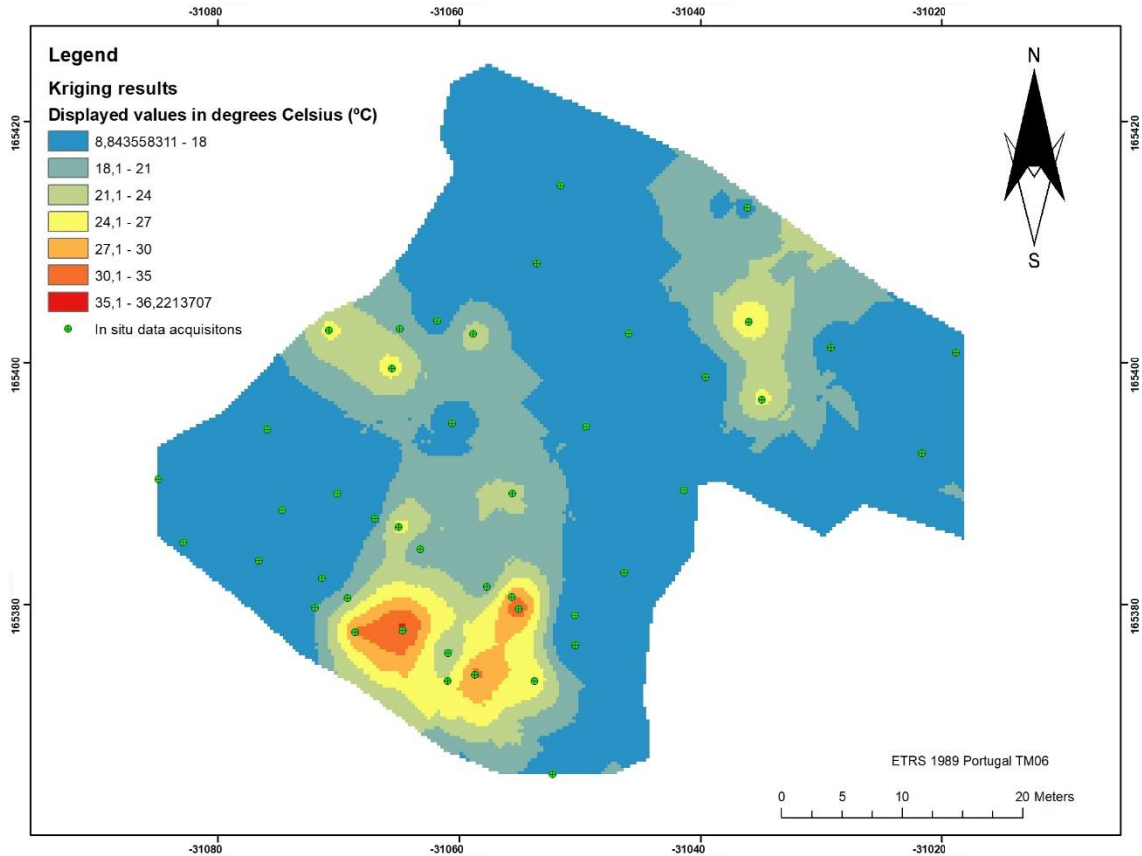 -31080 -31060 -31040 -31020
Legend
Kriging results
Displayed values in degrees Celsius (ºC)
8,843558311 - 18
18,1 - 21
21,1 - 24
24,1 - 27
27,1 - 30
30,1 - 35
35,1 - 36,2213707
In situ data acquisitons
N
S
165420
165400
165380
165420
165400
165380
ETRS 1989 Portugal TM06
0 5 10 20 Meters
-31080 -31060 -31040 -31020